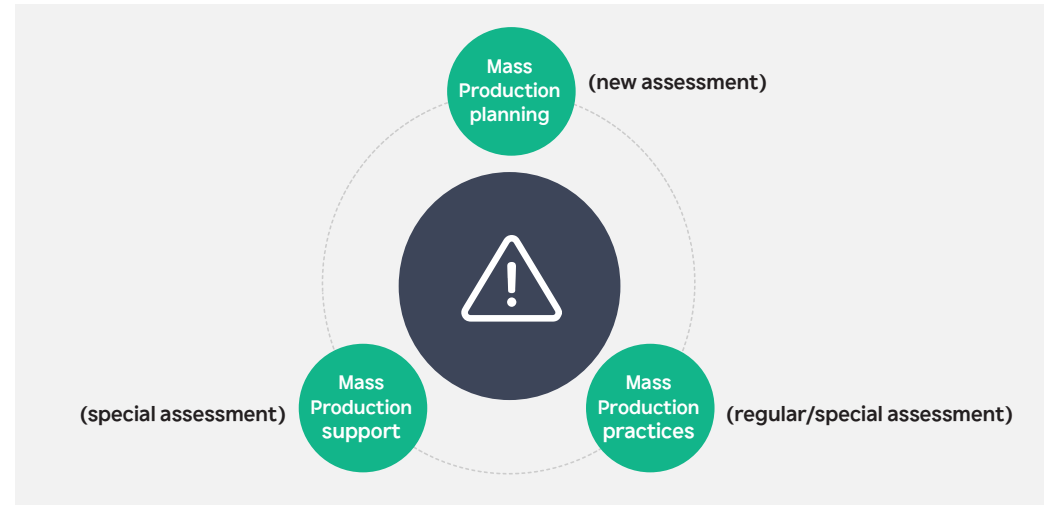 Mass
Production
planning
(new assessment)
Mass
Production
support
(special assessment)
Mass
Production
practices
(regular/special assessment)